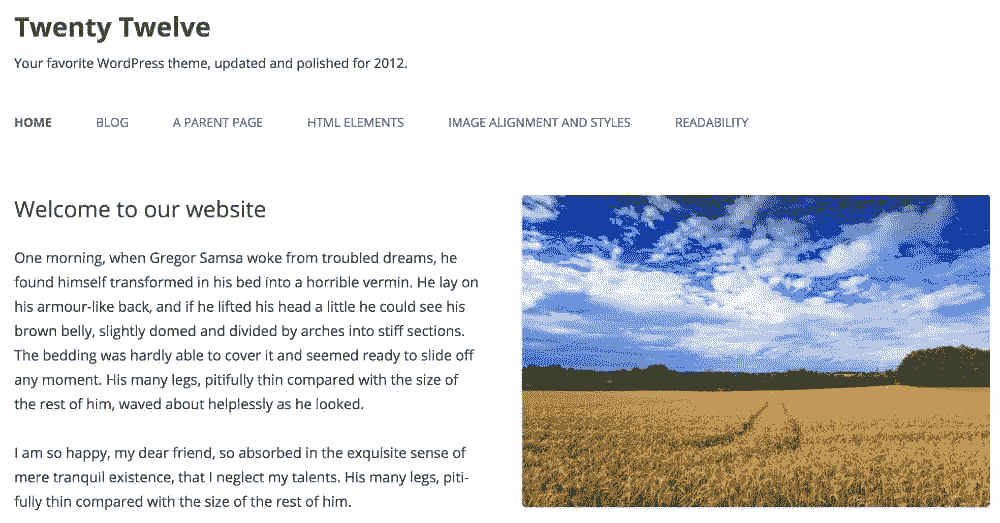 Twenty Twelve
Your favorite WordPress theme, updated and polished for 2012.
HOME BLOG A PARENT PAGE HTML ELEMENTS IMAGE ALIGNMENT AND STYLES READABILITY
Welcome to our website
One morning, when Gregor Samsa woke from troubled dreams, he
found himself transformed in his bed into a horrible vermin. He lay on
his armour-like back, and if he lifted his head a little he could see his
brown belly, slightly domed and divided by arches into stiff sections.
The bedding was hardly able to cover it and seemed ready to slide off
any moment. His many legs, pitifully thin compared with the size of
the rest of him, waved about helplessly as he looked.
I am so happy, my dear friend, so absorbed in the exquisite sense of
mere tranquil existence, that I neglect my talents. His many legs, piti-
fully thin compared with the size of the rest of him.